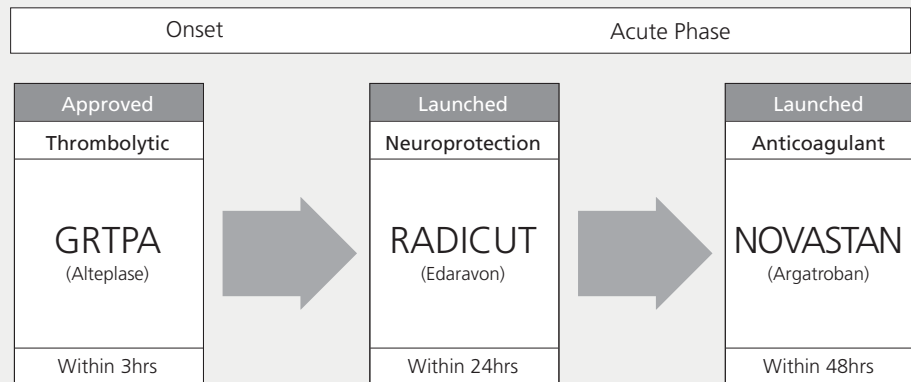 Onset Acute Phase
Approved
Thrombolytic
GRTPA
(Alteplase)
Within 3hrs
Launched
Neuroprotection
RADICUT
(Edaravon)
Within 24hrs
Launched
Anticoagulant
NOVASTAN
(Argatroban)
Within 48hrs